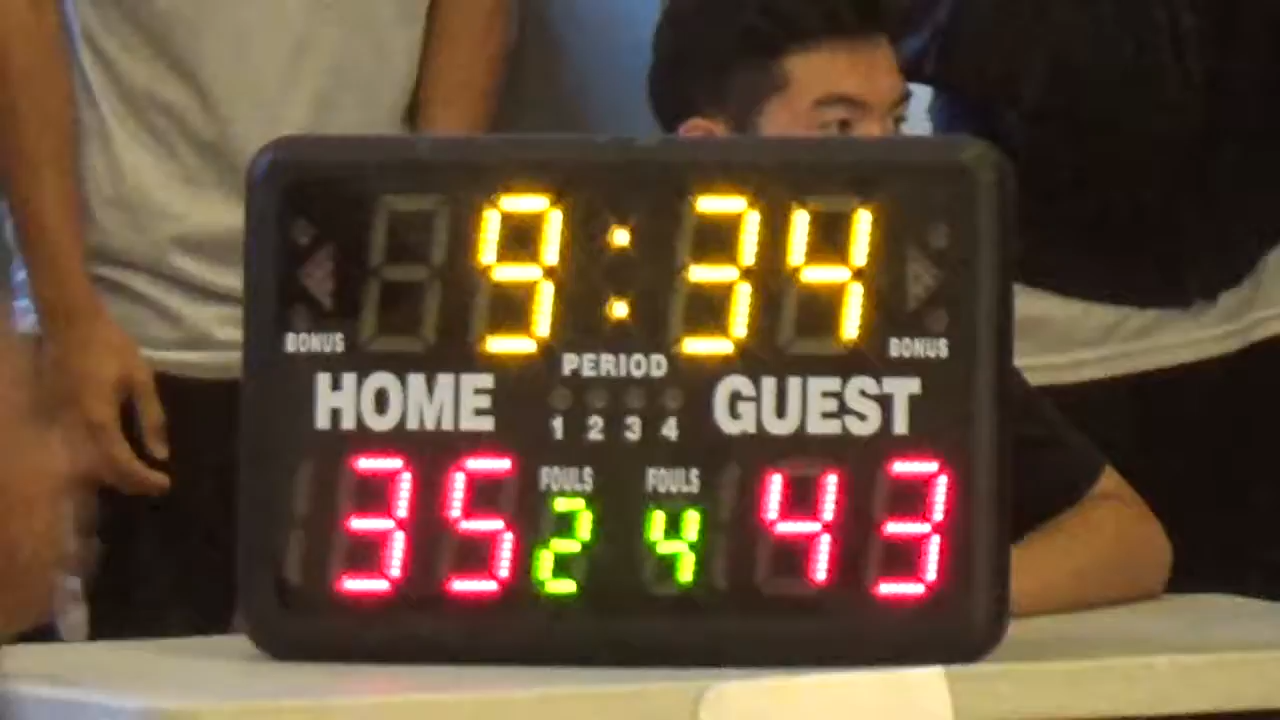 9:34
BONUS PERIOD BONUS
HOME 1 2 3 4 GUEST
FOULS FOULS
35 2 4 43